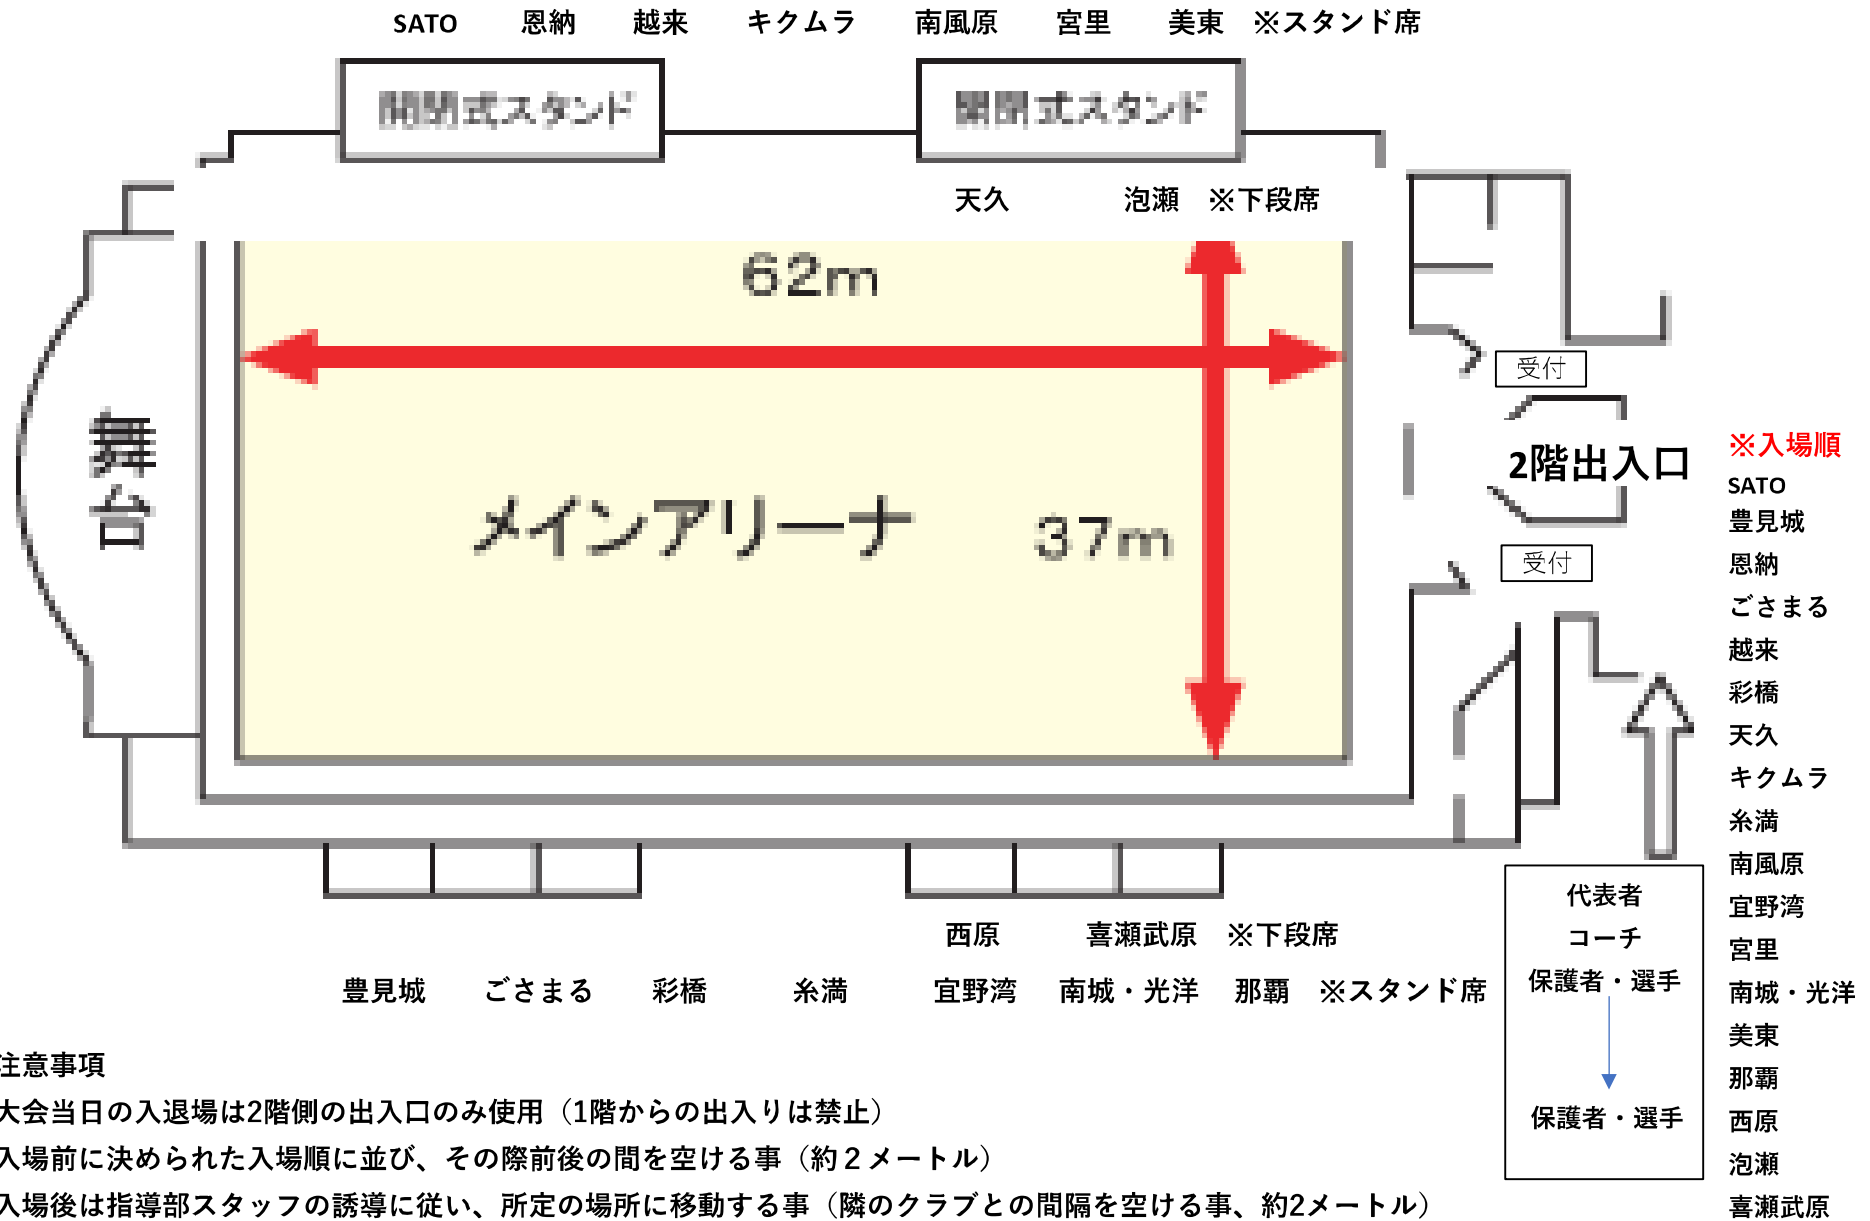 SATO 恩納 越来 キクムラ 南風原 宮里 美東 ※スタンド席
開閉式スタンド 開閉式スタンド
天久 泡瀬 ※下段席
62m
受付
舞台
2階出入口
メインアリーナ 37m
受付
※入場順
SATO
豊見城
恩納
ごさまる
越来
彩橋
天久
キクムラ
糸満
南風原
宜野湾
宮里
南城・光洋
美東
那覇
西原
泡瀬
喜瀬武原
代表者
コーチ
保護者・選手
保護者・選手
西原 喜瀬武原 ※下段席
豊見城 ごさまる 彩橋 糸満 宜野湾 南城・光洋 那覇 ※スタンド席
注意事項
大会当日の入退場は2階側の出入口のみ使用（1階からの出入りは禁止）
入場前に決められた入場順に並び、その際前後の間を空ける事（約２メートル）
入場後は指導部スタッフの誘導に従い、所定の場所に移動する事（隣のクラブとの間隔を空ける事、約2メートル）